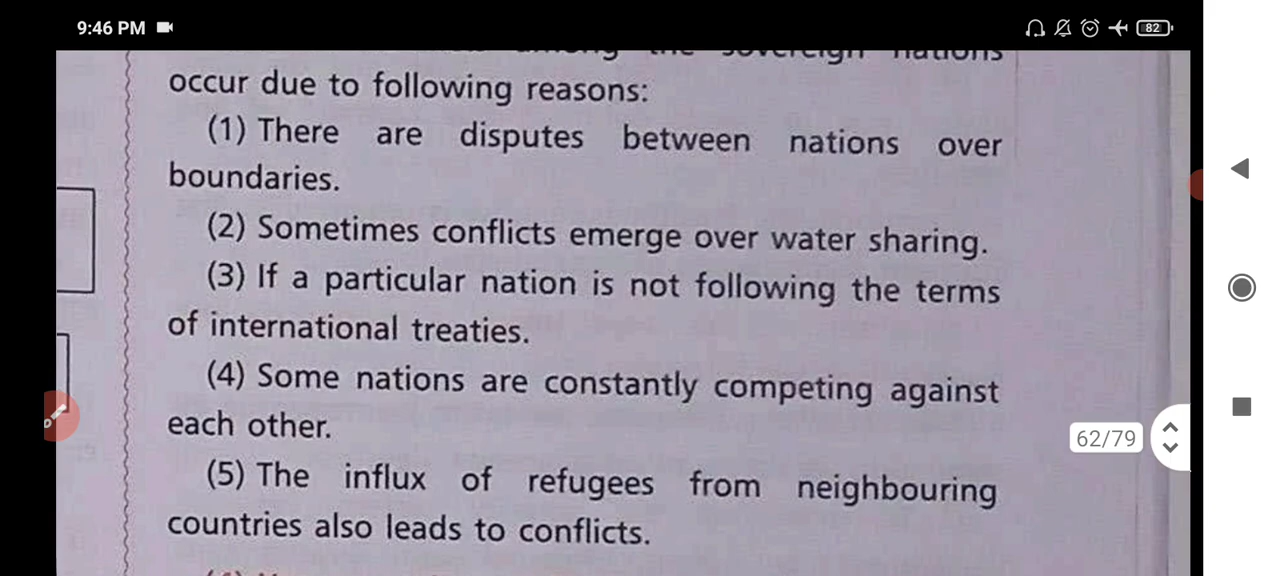 9:46 PM
82
the sovereign nations
occur due to following reasons:
(1) There are disputes between nations over
boundaries.
(2) Sometimes conflicts emerge over water sharing.
(3) If a particular nation is not following the terms
of international treaties.
(4) Some nations are constantly competing against
each other.
62/79
(5) The influx of refugees from neighbouring
countries also leads to conflicts.